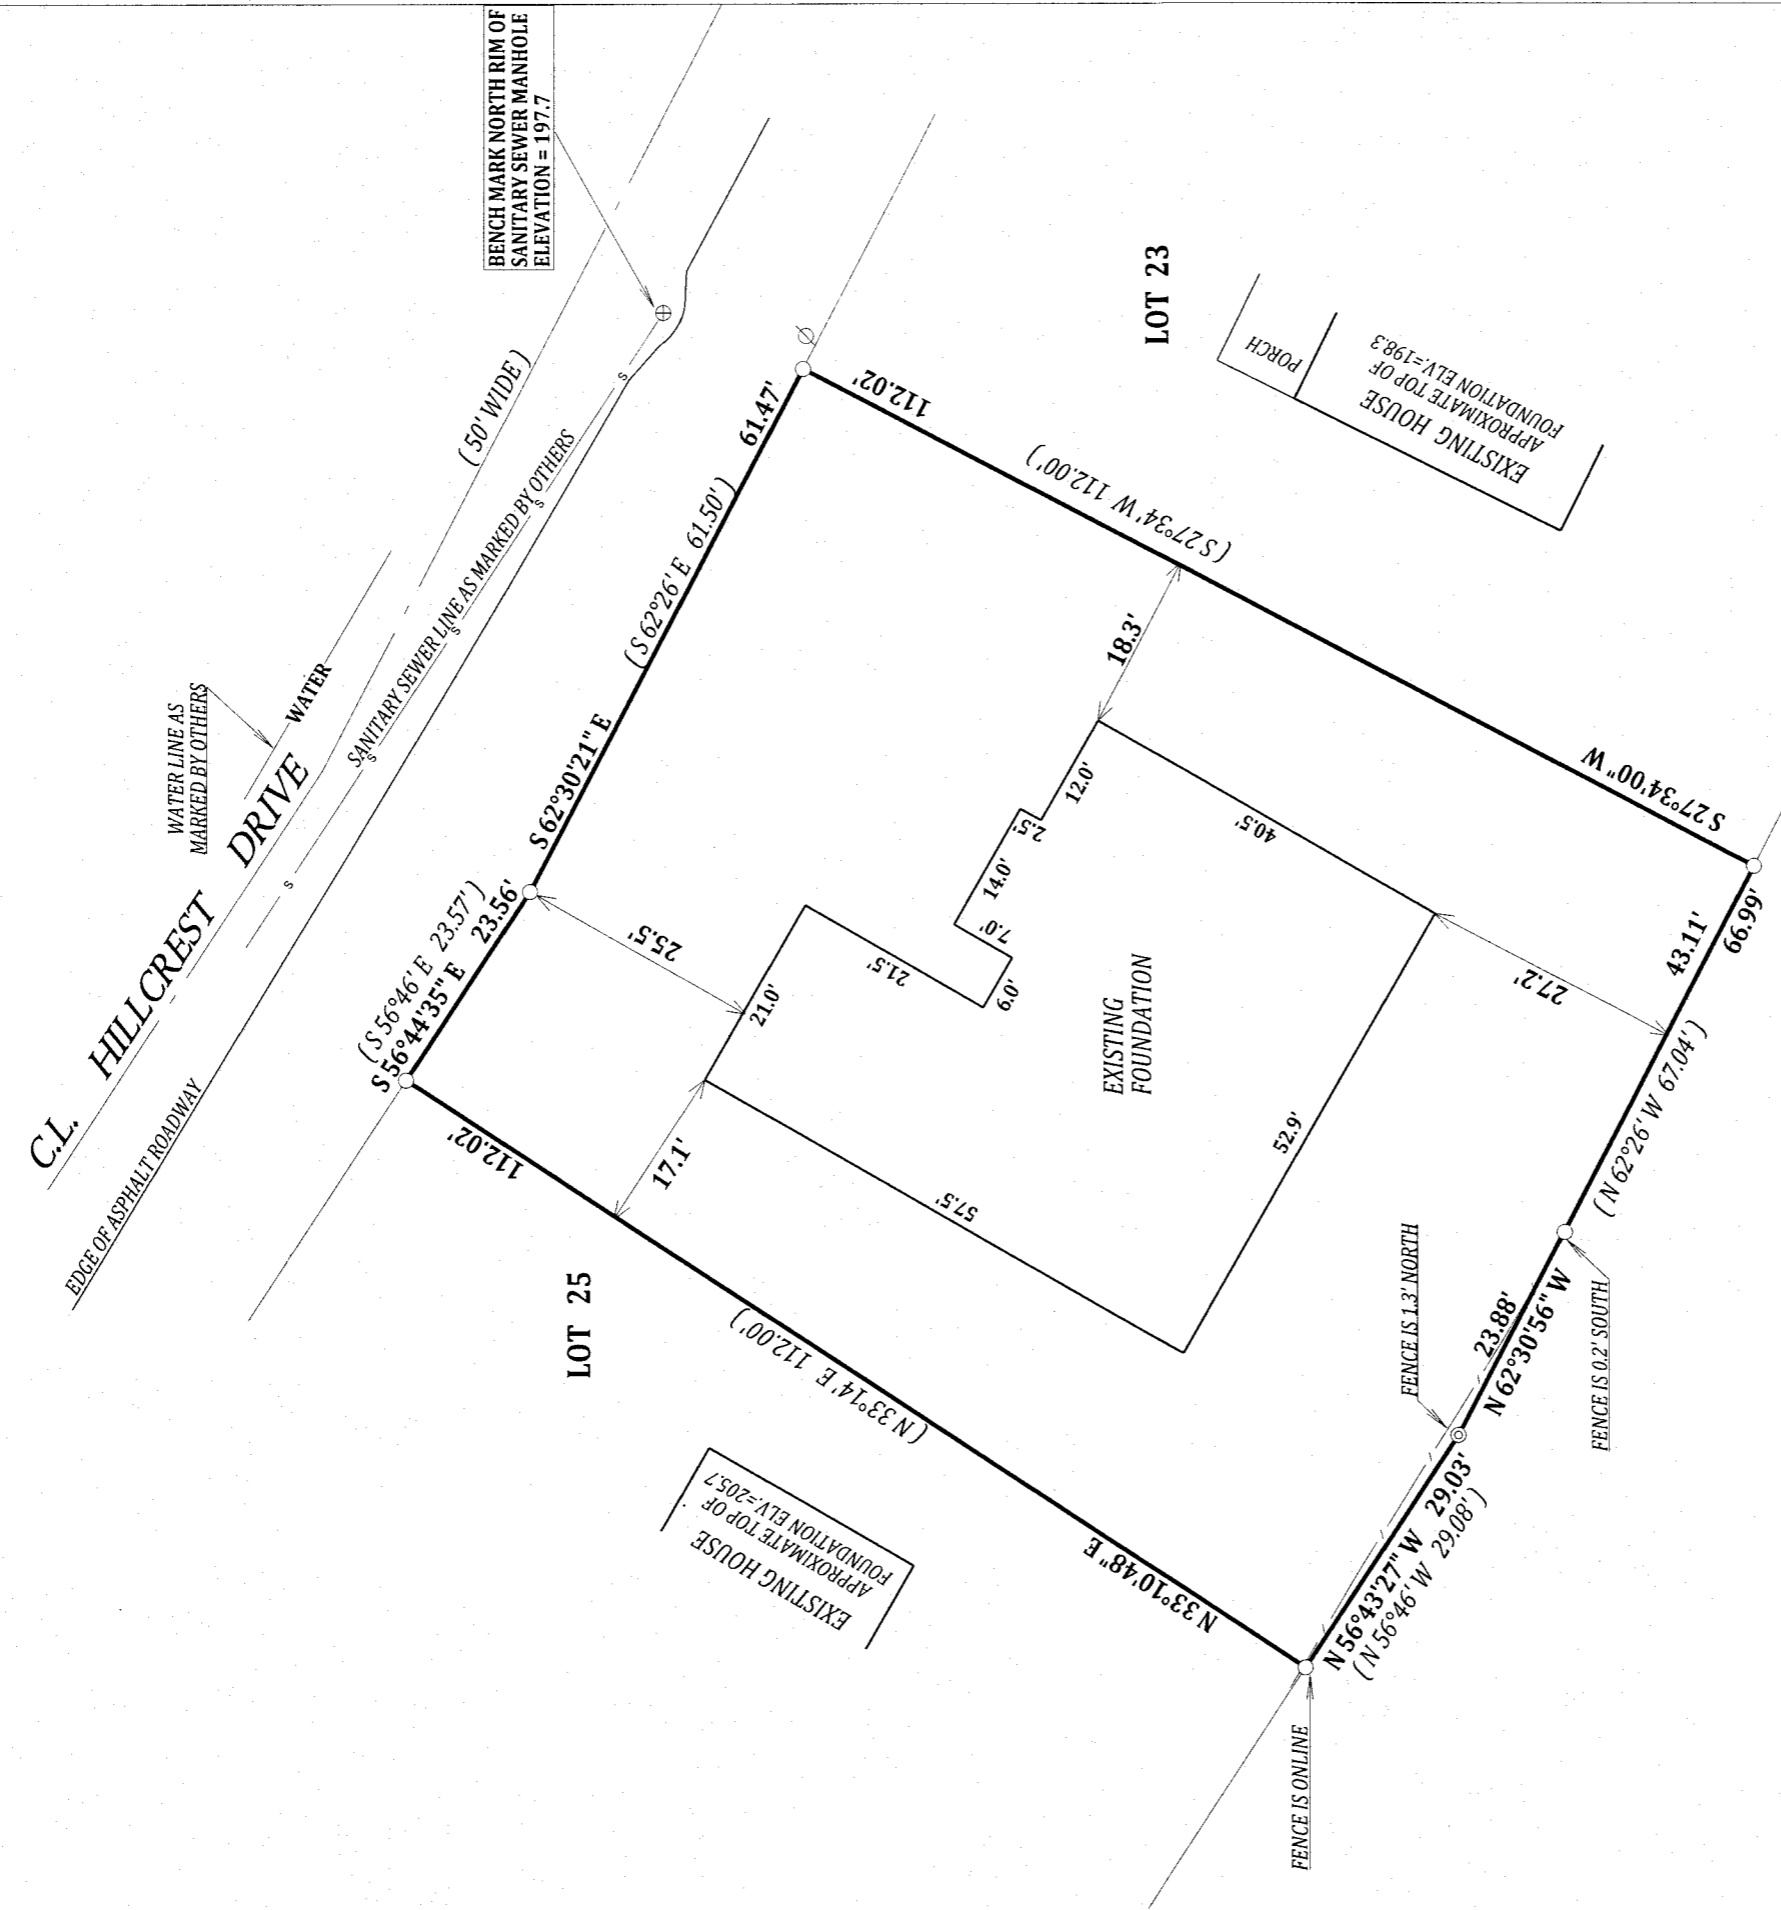 BENCH MARK NORTH RIM OF
SANITARY SEWER MANHOLE
ELEVATION = 197.7
( 50' WIDE )
WATER LINE AS
MARKED BY OTHERS
WATER
SANITARY SEWER LINE AS MARKED BY OTHERS
S
S
S
S
S
C.L. HILLCREST DRIVE
EDGE OF ASPHALT ROADWAY
( S 56°46' E 23.57' )
S 56°44'35" E 23.56'
S 62°30'21" E 61.47'
( S 62°26' E 61.50' )
112.02'
( S 27°34' W 112.00' )
S 27°34'00" W
LOT 23
PORCH
EXISTING HOUSE
APPROXIMATE TOP OF
FOUNDATION ELV.=198.3
18.3'
12.0'
2.5'
14.0'
7.0'
6.0'
21.5'
21.0'
25.5'
17.1'
57.5'
52.9'
40.5'
27.2'
EXISTING
FOUNDATION
112.02'
( N 33°14' E 112.00' )
N 33°10'48" E
LOT 25
EXISTING HOUSE
APPROXIMATE TOP OF
FOUNDATION ELV.=205.7
43.11'
66.99'
( N 62°26' W 67.04' )
23.88'
N 62°30'56" W
FENCE IS 1.3' NORTH
FENCE IS 0.2' SOUTH
N 56°43'27" W 29.03'
( N 56°46' W 29.08' )
FENCE IS ONLINE